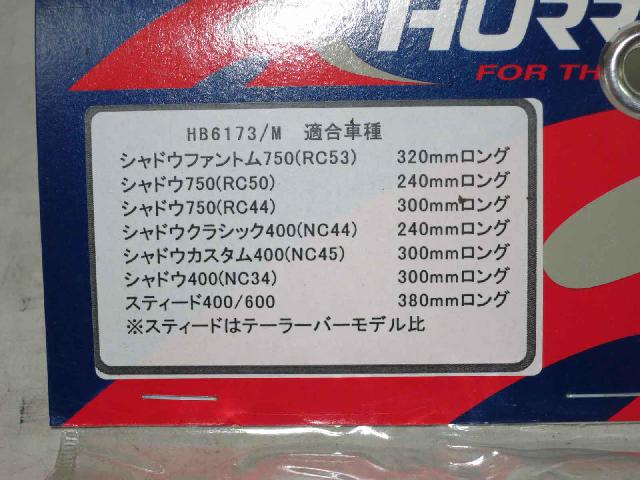 HURR
FOR TH
HB6173/M 適合車種
シャドウファントム750(RC53) 320mmロング
シャドウ750(RC50) 240mmロング
シャドウ750(RC44) 300mmロング
シャドウクラシック400(NC44) 240mmロング
シャドウカスタム400(NC45) 300mmロング
シャドウ400(NC34) 300mmロング
スティード400/600 380mmロング
※スティードはテーラーバーモデル比